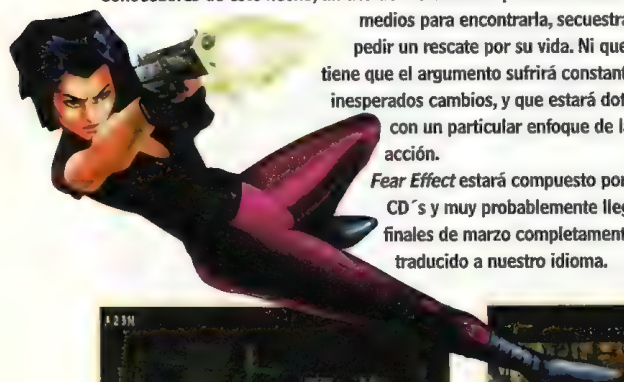 medios para encontrarla, secuestra
pedir un rescate por su vida. Ni que
tiene que el argumento sufrirá constant
inesperados cambios, y que estará dot
con un particular enfoque de l
acción.
Fear Effect estará compuesto por
CD´s y muy probablemente lleg
finales de marzo completament
traducido a nuestro idioma.